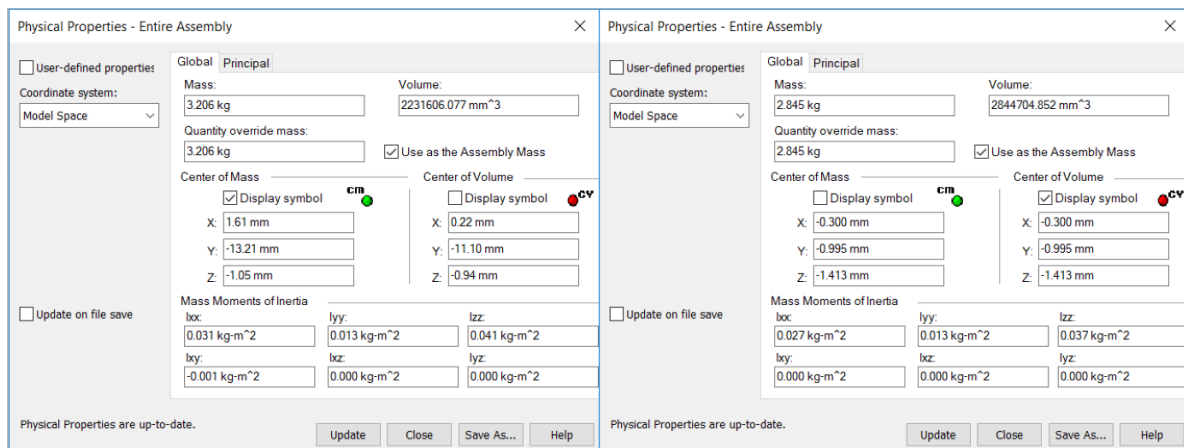 Physical Properties - Entire Assembly
User-defined properties
Coordinate system:
Model Space
Global Principal
Mass:
Volume:
3.206 kg
2231606.077 mm^3
Quantity override mass:
3.206 kg
Use as the Assembly Mass
Center of Mass
Center of Volume
Display symbol
cm
Display symbol
CV
X: 1.61 mm
X: 0.22 mm
Y: -13.21 mm
Y: -11.10 mm
Z: -1.05 mm
Z: -0.94 mm
Update on file save
Mass Moments of Inertia
Ixx:
Iyy:
Izz:
0.031 kg-m^2
0.013 kg-m^2
0.041 kg-m^2
Ixy:
Ixz:
Iyz:
-0.001 kg-m^2
0.000 kg-m^2
0.000 kg-m^2
Physical Properties are up-to-date.
Update
Close
Save As...
Help
Physical Properties - Entire Assembly
User-defined properties
Coordinate system:
Model Space
Global Principal
Mass:
Volume:
2.845 kg
2844704.852 mm^3
Quantity override mass:
2.845 kg
Use as the Assembly Mass
Center of Mass
Center of Volume
Display symbol
cm
Display symbol
CV
X: -0.300 mm
X: -0.300 mm
Y: -0.995 mm
Y: -0.995 mm
Z: -1.413 mm
Z: -1.413 mm
Update on file save
Mass Moments of Inertia
Ixx:
Iyy:
Izz:
0.027 kg-m^2
0.013 kg-m^2
0.037 kg-m^2
Ixy:
Ixz:
Iyz:
0.000 kg-m^2
0.000 kg-m^2
0.000 kg-m^2
Physical Properties are up-to-date.
Update
Close
Save As...
Help